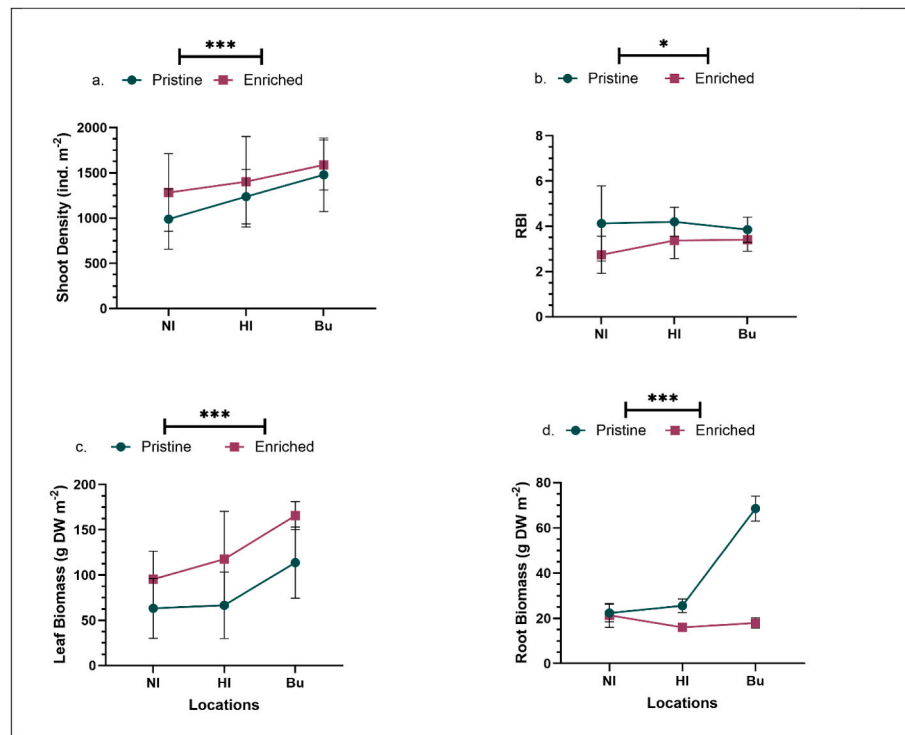 ***
a. Pristine Enriched
Shoot Density (ind. m-2)
2000
1500
1000
500
0
NI HI Bu
*
b. Pristine Enriched
RBI
8
6
4
2
0
NI HI Bu
***
c. Pristine Enriched
Leaf Biomass (g DW m-2)
200
150
100
50
0
NI HI Bu
Locations
***
d. Pristine Enriched
Root Biomass (g DW m-2)
80
60
40
20
0
NI HI Bu
Locations